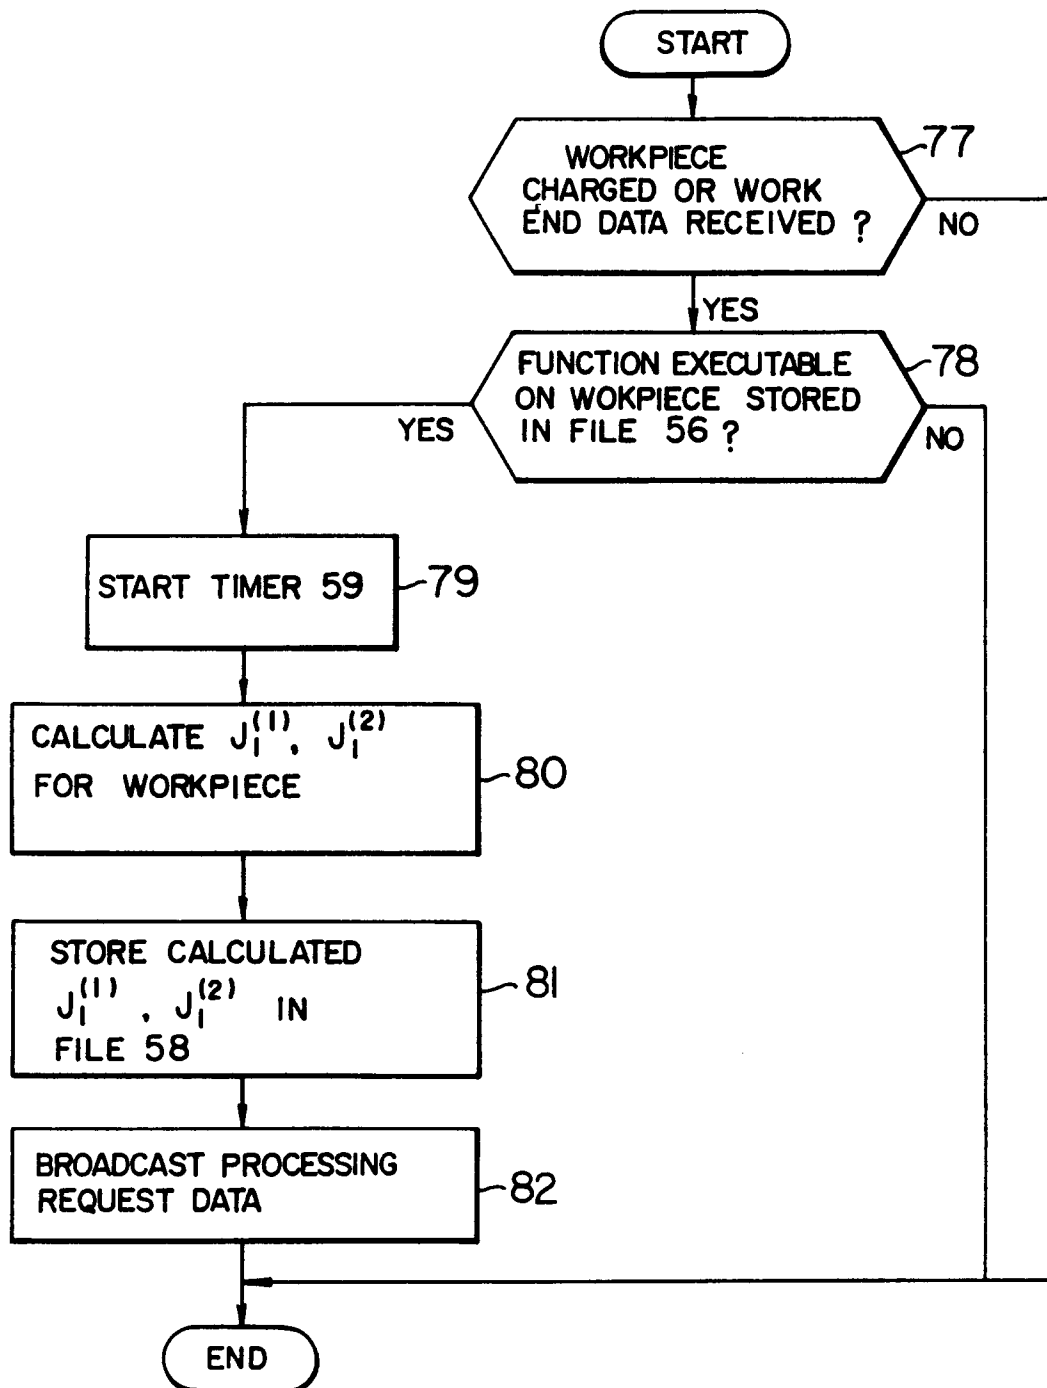 START
WORKPIECE
CHARGED OR WORK
END DATA RECEIVED ?
77
NO
YES
FUNCTION EXECUTABLE
ON WOKPIECE STORED
IN FILE 56 ?
78
YES
NO
START TIMER 59
79
CALCULATE J₁⁽¹⁾, J₁⁽²⁾
FOR WORKPIECE
80
STORE CALCULATED
J₁⁽¹⁾, J₁⁽²⁾ IN
FILE 58
81
BROADCAST PROCESSING
REQUEST DATA
82
END